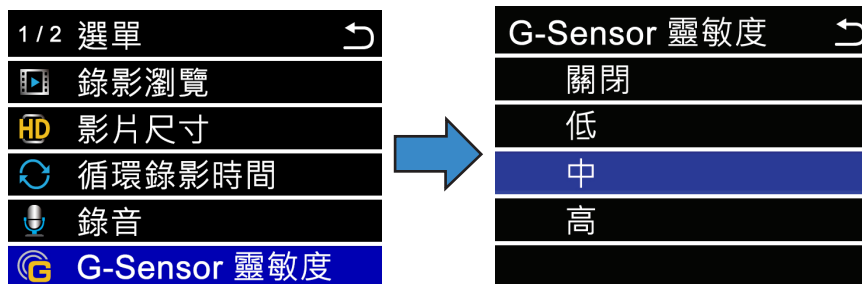 1/2 選單
錄影瀏覽
HD 影片尺寸
循環錄影時間
錄音
G G-Sensor 靈敏度
G-Sensor 靈敏度
關閉
低
中
高